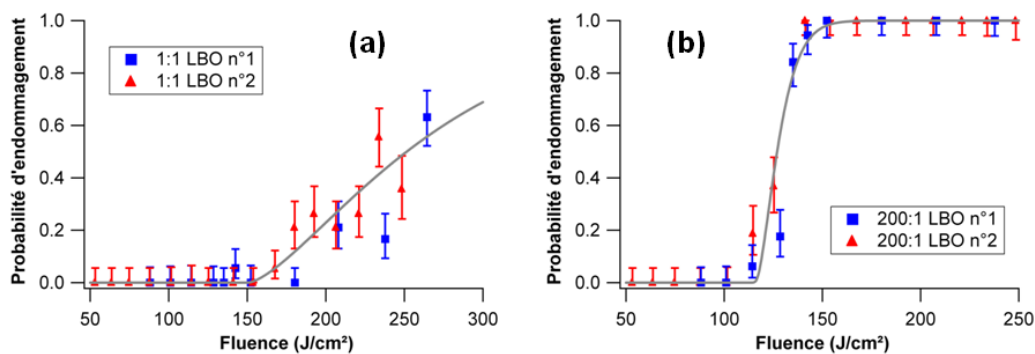 (a)
1:1 LBO n°1
1:1 LBO n°2
Probabilité d'endommagement
1.0
0.8
0.6
0.4
0.2
0.0
50 100 150 200 250 300
Fluence (J/cm²)
(b)
200:1 LBO n°1
200:1 LBO n°2
Probabilité d'endommagement
1.0
0.8
0.6
0.4
0.2
0.0
50 100 150 200 250
Fluence (J/cm²)